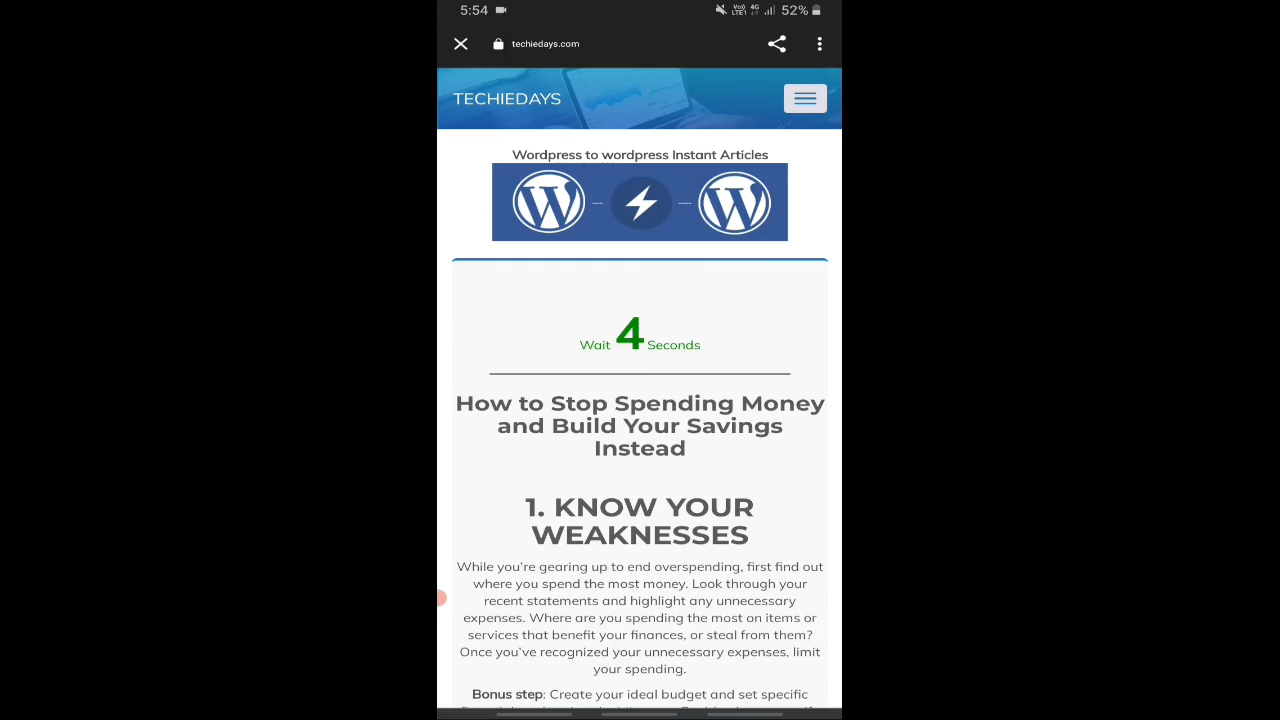 5:54
Vo) 4G
LTE1
52%
techiedays.com
TECHIEDAYS
Wordpress to wordpress Instant Articles
Wait 4 Seconds
How to Stop Spending Money
and Build Your Savings
Instead
1. KNOW YOUR
WEAKNESSES
While you’re gearing up to end overspending, first find out
where you spend the most money. Look through your
recent statements and highlight any unnecessary
expenses. Where are you spending the most on items or
services that benefit your finances, or steal from them?
Once you’ve recognized your unnecessary expenses, limit
your spending.
Bonus step: Create your ideal budget and set specific